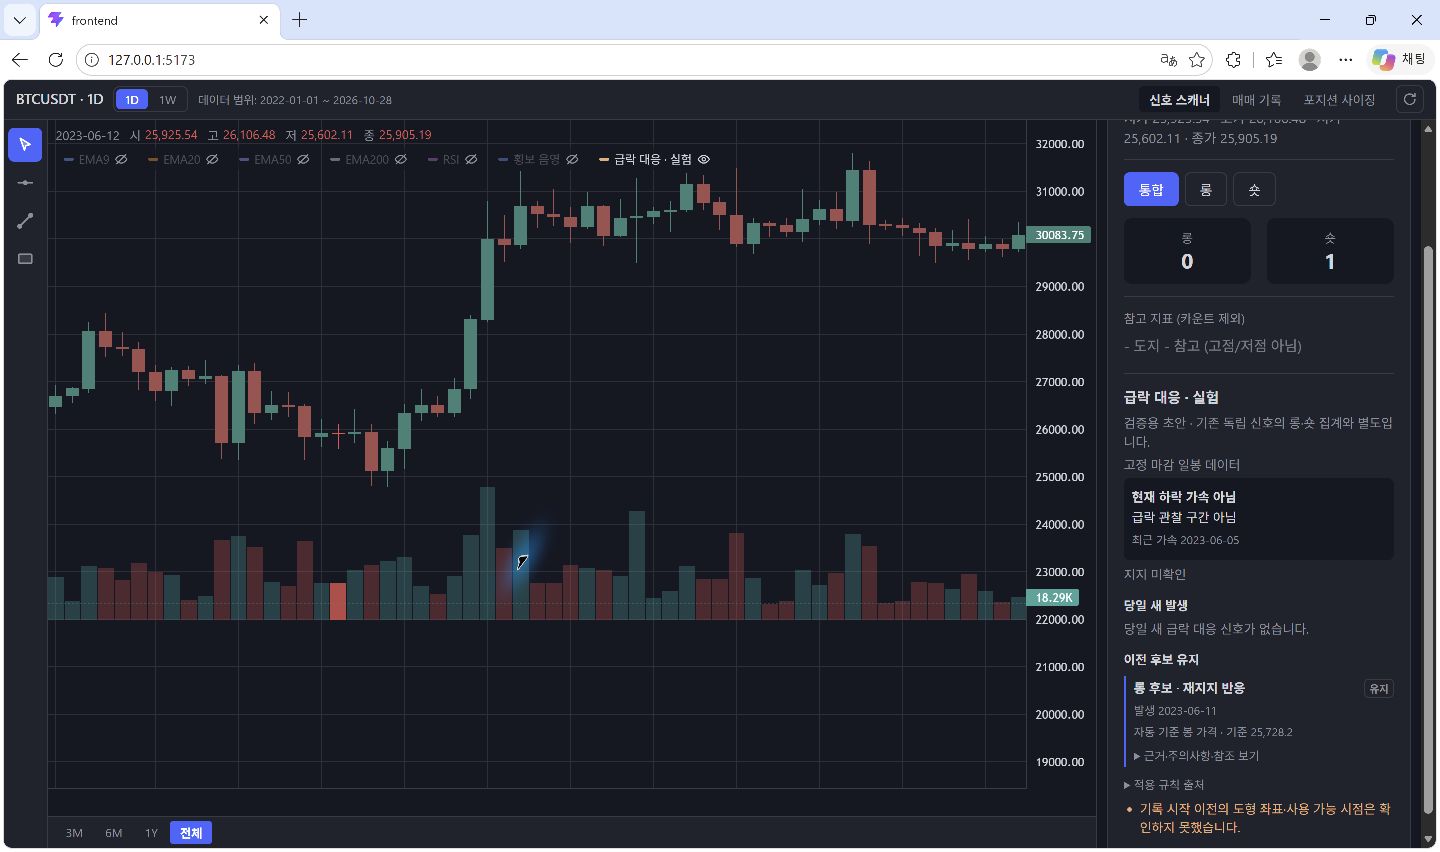 frontend
127.0.0.1:5173
채팅
BTCUSDT · 1D
1D 1W
데이터 범위: 2022-01-01 ~ 2026-10-28
신호 스캐너 매매 기록 포지션 사이징
2023-06-12 시 25,925.54 고 26,106.48 저 25,602.11 종 25,905.19
EMA9 EMA20 EMA50 EMA200 RSI 횡보 음영 급락 대응 · 실험
32000.00
31000.00
30083.75
29000.00
28000.00
27000.00
26000.00
25000.00
24000.00
23000.00
18.29K
22000.00
21000.00
20000.00
19000.00
3M 6M 1Y 전체
25,602.11 · 종가 25,905.19
통합 롱 숏
롱 숏
0 1
참고 지표 (카운트 제외)
- 도지 - 참고 (고점/저점 아님)
급락 대응 · 실험
검증용 초안 · 기존 독립 신호의 롱·숏 집계와 별도입
니다.
고정 마감 일봉 데이터
현재 하락 가속 아님
급락 관찰 구간 아님
최근 가속 2023-06-05
지지 미확인
당일 새 발생
당일 새 급락 대응 신호가 없습니다.
이전 후보 유지
롱 후보 · 재지지 반응 유지
발생 2023-06-11
자동 기준 봉 가격 · 기준 25,728.2
▶ 근거·주의사항·참조 보기
▶ 적용 규칙 출처
• 기록 시작 이전의 도형 좌표·사용 가능 시점은 확
인하지 못했습니다.